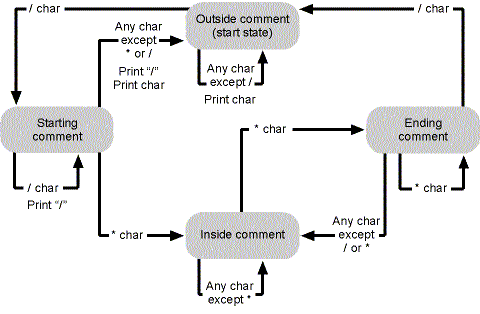 / char
Outside comment
(start state)
/ char
Any char
except
* or /
Print “/”
Print char
Any char
except /
Print char
Starting
comment
* char
Ending
comment
/ char
Print “/”
* char
* char
Inside comment
Any char
except
/ or *
Any char
except *